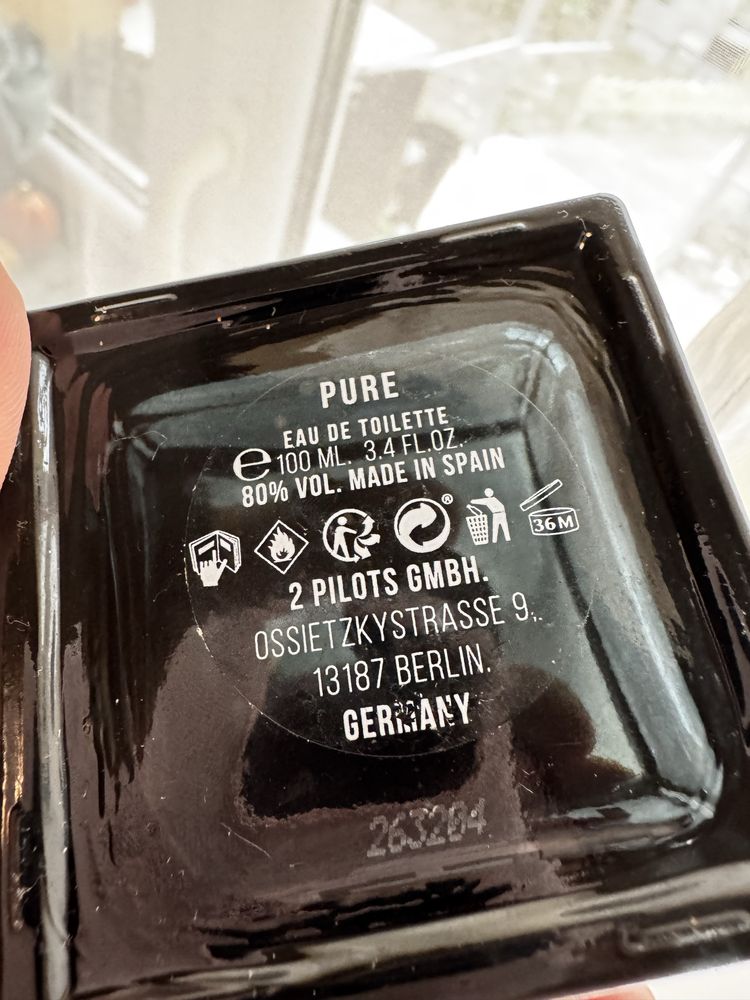 PURE
EAU DE TOILETTE
℮ 100 ML. 3.4 FL.OZ.
80% VOL. MADE IN SPAIN
®
36M
2 PILOTS GMBH.
OSSIETZKYSTRASSE 9,.
13187 BERLIN.
GERMANY
263204